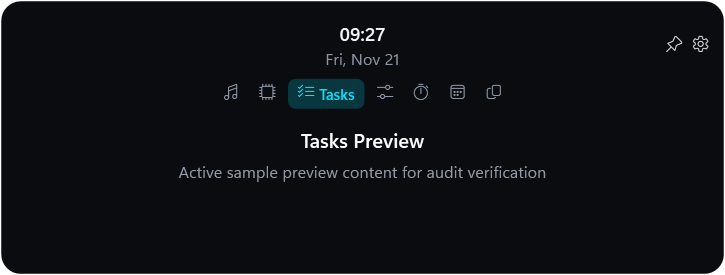 09:27
Fri, Nov 21
Tasks
Tasks Preview
Active sample preview content for audit verification